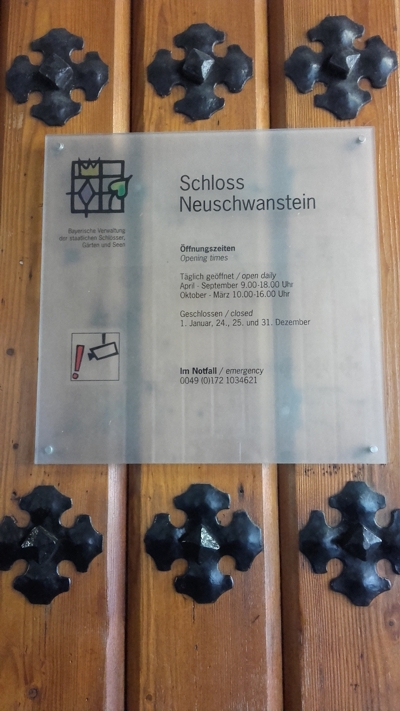 Schloss
Neuschwanstein
Bayerische Verwaltung
der staatlichen Schlösser,
Gärten und Seen
Öffnungszeiten
Opening times
Täglich geöffnet / open daily
April - September 9.00-18.00 Uhr
Oktober - März 10.00-16.00 Uhr
Geschlossen / closed
1. Januar, 24., 25. und 31. Dezember
Im Notfall / emergency
0049 (0)172 1034621